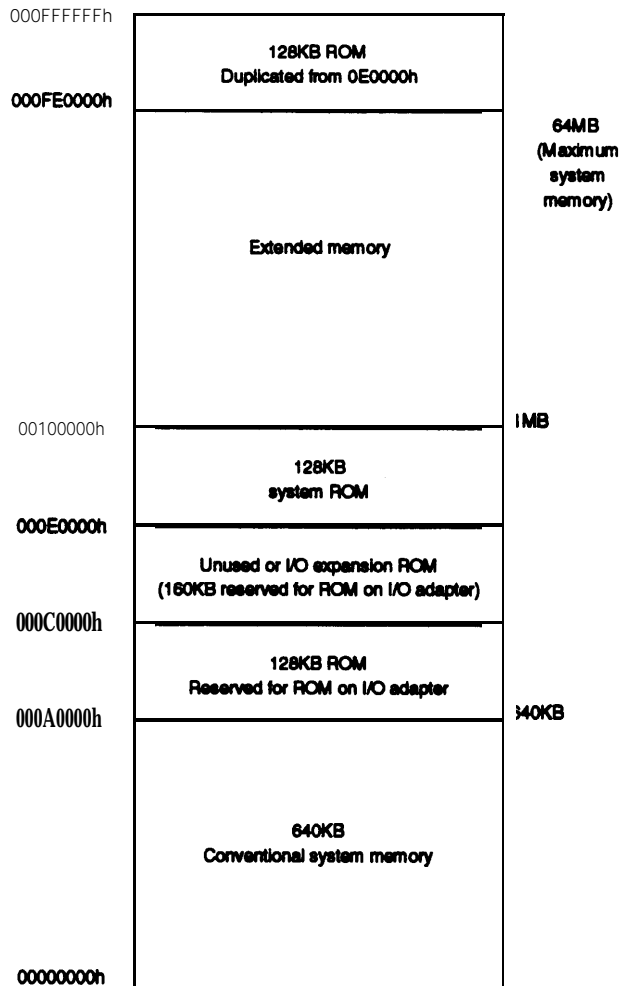 000FFFFFFh
128KB ROM
Duplicated from 0E0000h
000FE0000h
64MB
(Maximum
system
memory)
Extended memory
00100000h
1MB
128KB
system ROM
000E0000h
Unused or I/O expansion ROM
(160KB reserved for ROM on I/O adapter)
000C0000h
128KB ROM
Reserved for ROM on I/O adapter
000A0000h
640KB
640KB
Conventional system memory
00000000h